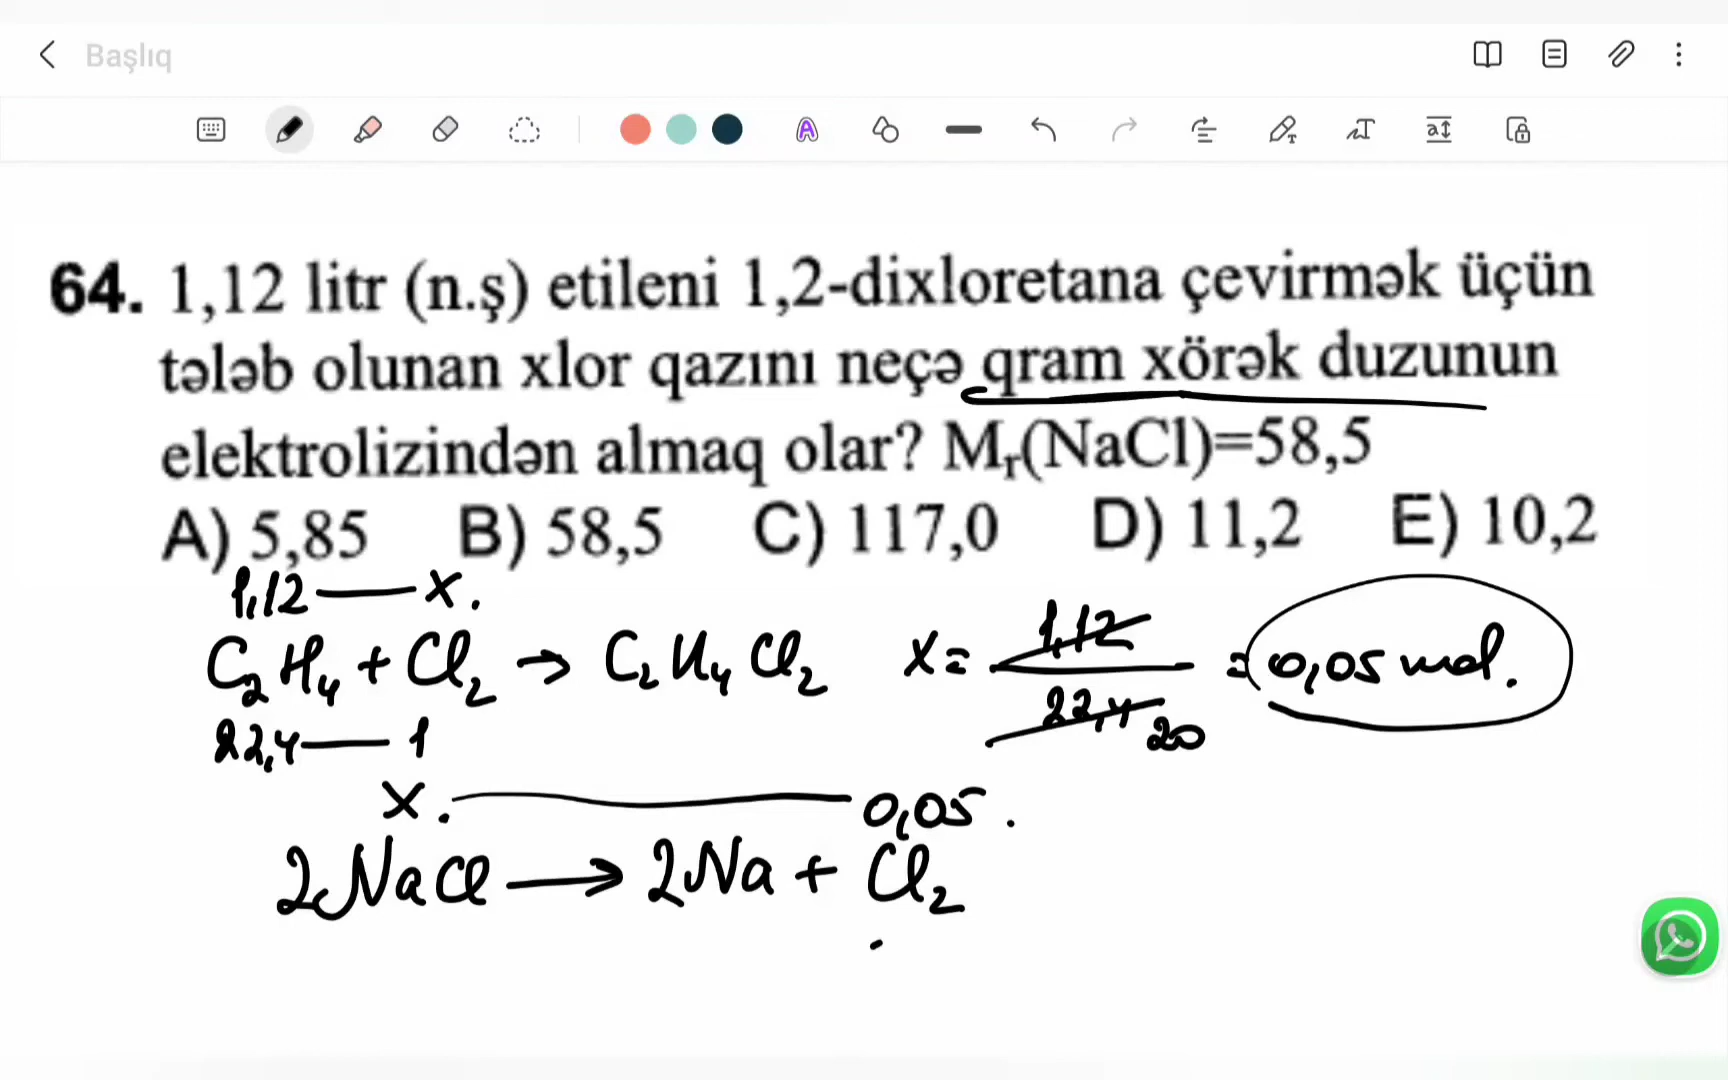 Başlıq
64. 1,12 litr (n.ş) etileni 1,2-dixloretana çevirmək üçün
tələb olunan xlor qazını neçə qram xörək duzunun
elektrolizindən almaq olar? Mᵣ(NaCl)=58,5
A) 5,85 B) 58,5 C) 117,0 D) 11,2 E) 10,2
1,12 — x.
C₂H₄ + Cl₂ → C₂H₄Cl₂ x = 1,12 / 22,4 20 = 0,05 mol.
22,4 — 1
x. — 0,05.
2NaCl → 2Na + Cl₂